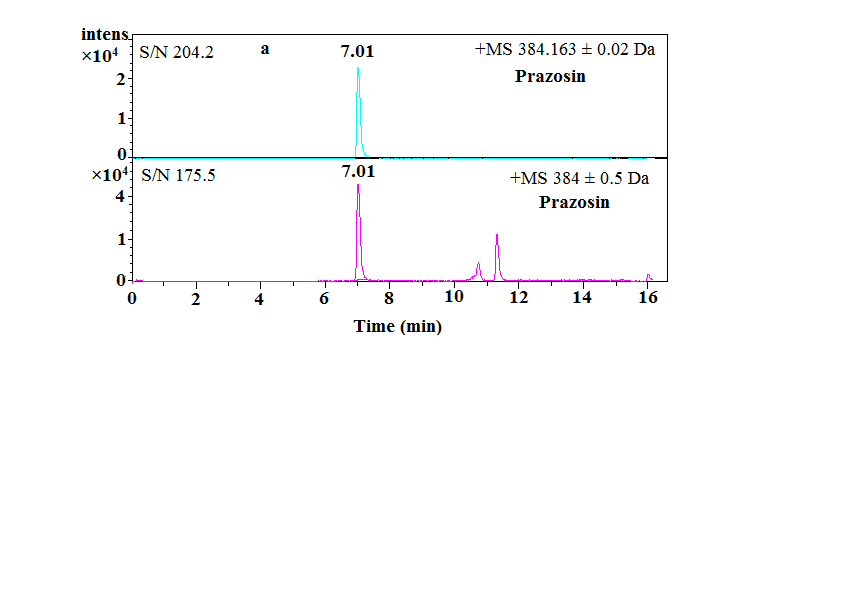 intens.
×10⁴
S/N 204.2
a
7.01
+MS 384.163 ± 0.02 Da
Prazosin
2
1
0
×10⁴
S/N 175.5
7.01
+MS 384 ± 0.5 Da
Prazosin
4
1
0
0 2 4 6 8 10 12 14 16
Time (min)